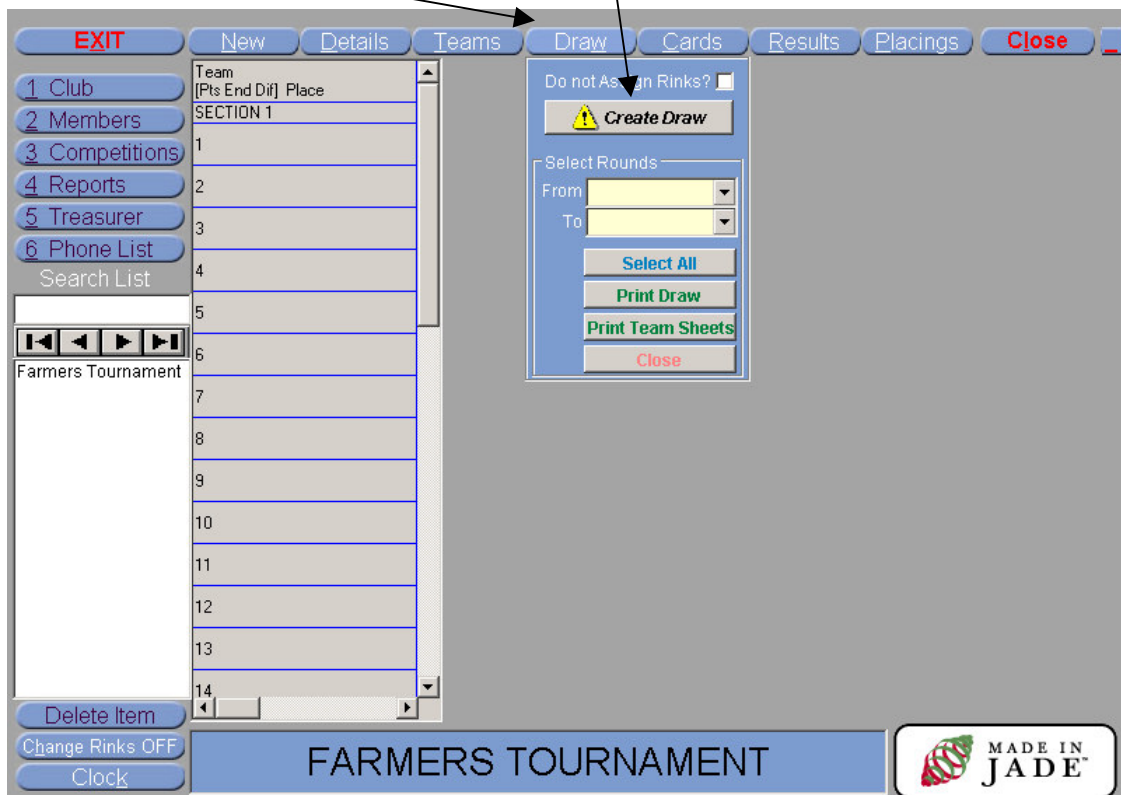 EXIT New Details Teams Draw Cards Results Placings Close
1 Club
2 Members
3 Competitions
4 Reports
5 Treasurer
6 Phone List
Search List
Farmers Tournament
Delete Item
Change Rinks OFF
Clock
Team
[Pts End Dif] Place
SECTION 1
1
2
3
4
5
6
7
8
9
10
11
12
13
14
Do not Assign Rinks?
Create Draw
Select Rounds
From
To
Select All
Print Draw
Print Team Sheets
Close
FARMERS TOURNAMENT
MADE IN
JADE™